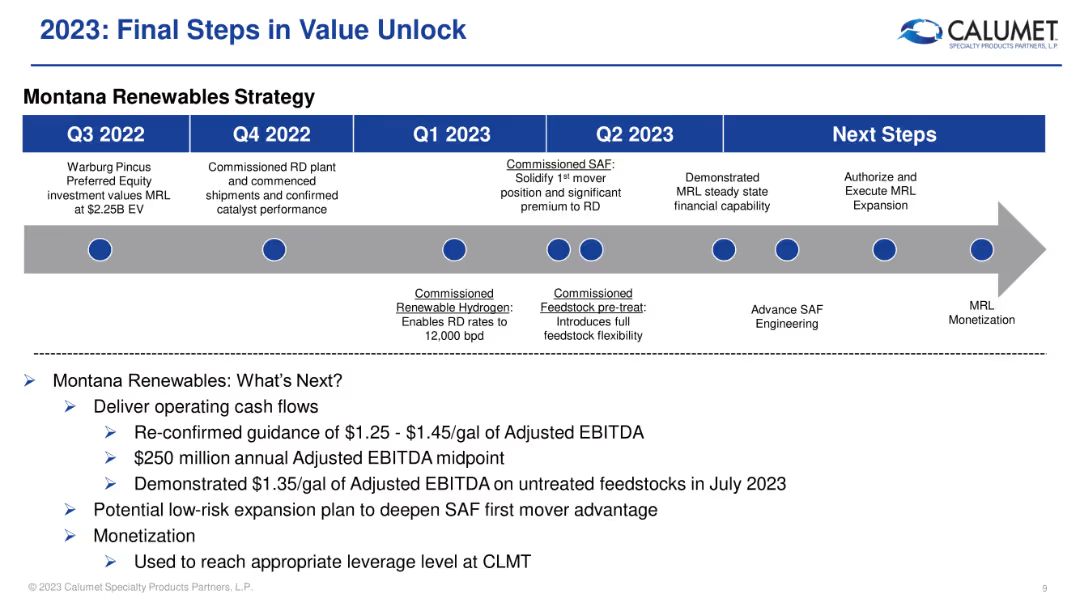 2023: Final Steps in Value Unlock
CALUMET
SPECIALTY PRODUCTS PARTNERS, L.P.
Montana Renewables Strategy
Q3 2022
Q4 2022
Q1 2023
Q2 2023
Next Steps
Warburg Pincus
Preferred Equity
investment values MRL
at $2.25B EV
Commissioned RD plant
and commenced
shipments and confirmed
catalyst performance
Commissioned SAF:
Solidify 1st mover
position and significant
premium to RD
Demonstrated
MRL steady state
financial capability
Authorize and
Execute MRL
Expansion
Commissioned
Renewable Hydrogen:
Enables RD rates to
12,000 bpd
Commissioned
Feedstock pre-treat:
Introduces full
feedstock flexibility
Advance SAF
Engineering
MRL
Monetization
Montana Renewables: What's Next?
Deliver operating cash flows
Re-confirmed guidance of $1.25 - $1.45/gal of Adjusted EBITDA
$250 million annual Adjusted EBITDA midpoint
Demonstrated $1.35/gal of Adjusted EBITDA on untreated feedstocks in July 2023
Potential low-risk expansion plan to deepen SAF first mover advantage
Monetization
Used to reach appropriate leverage level at CLMT
© 2023 Calumet Specialty Products Partners, L.P.
9